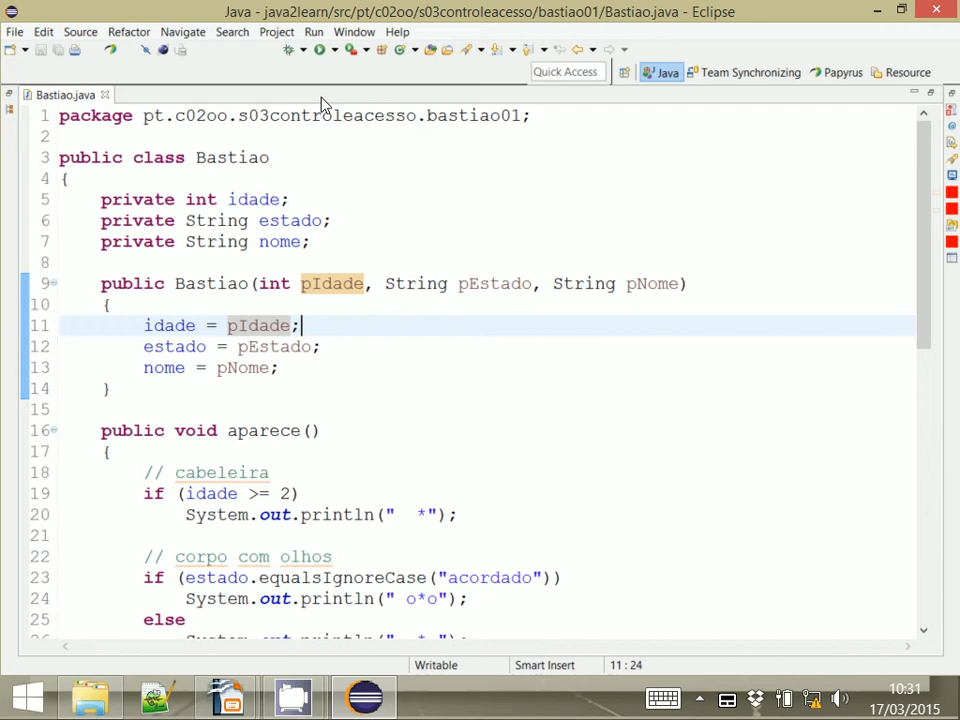 Java - java2learn/src/pt/c02oo/s03controleacesso/bastiao01/Bastiao.java - Eclipse
File Edit Source Refactor Navigate Search Project Run Window Help
Quick Access Java Team Synchronizing Papyrus Resource
Bastiao.java
1 package pt.c02oo.s03controleacesso.bastiao01;
2
3 public class Bastiao
4 {
5 private int idade;
6 private String estado;
7 private String nome;
8
9 public Bastiao(int pIdade, String pEstado, String pNome)
10 {
11 idade = pIdade;
12 estado = pEstado;
13 nome = pNome;
14 }
15
16 public void aparece()
17 {
18 // cabeleira
19 if (idade >= 2)
20 System.out.println("  *");
21
22 // corpo com olhos
23 if (estado.equalsIgnoreCase("acordado"))
24 System.out.println(" o*o");
25 else
Writable Smart Insert 11 : 24
10:31
17/03/2015